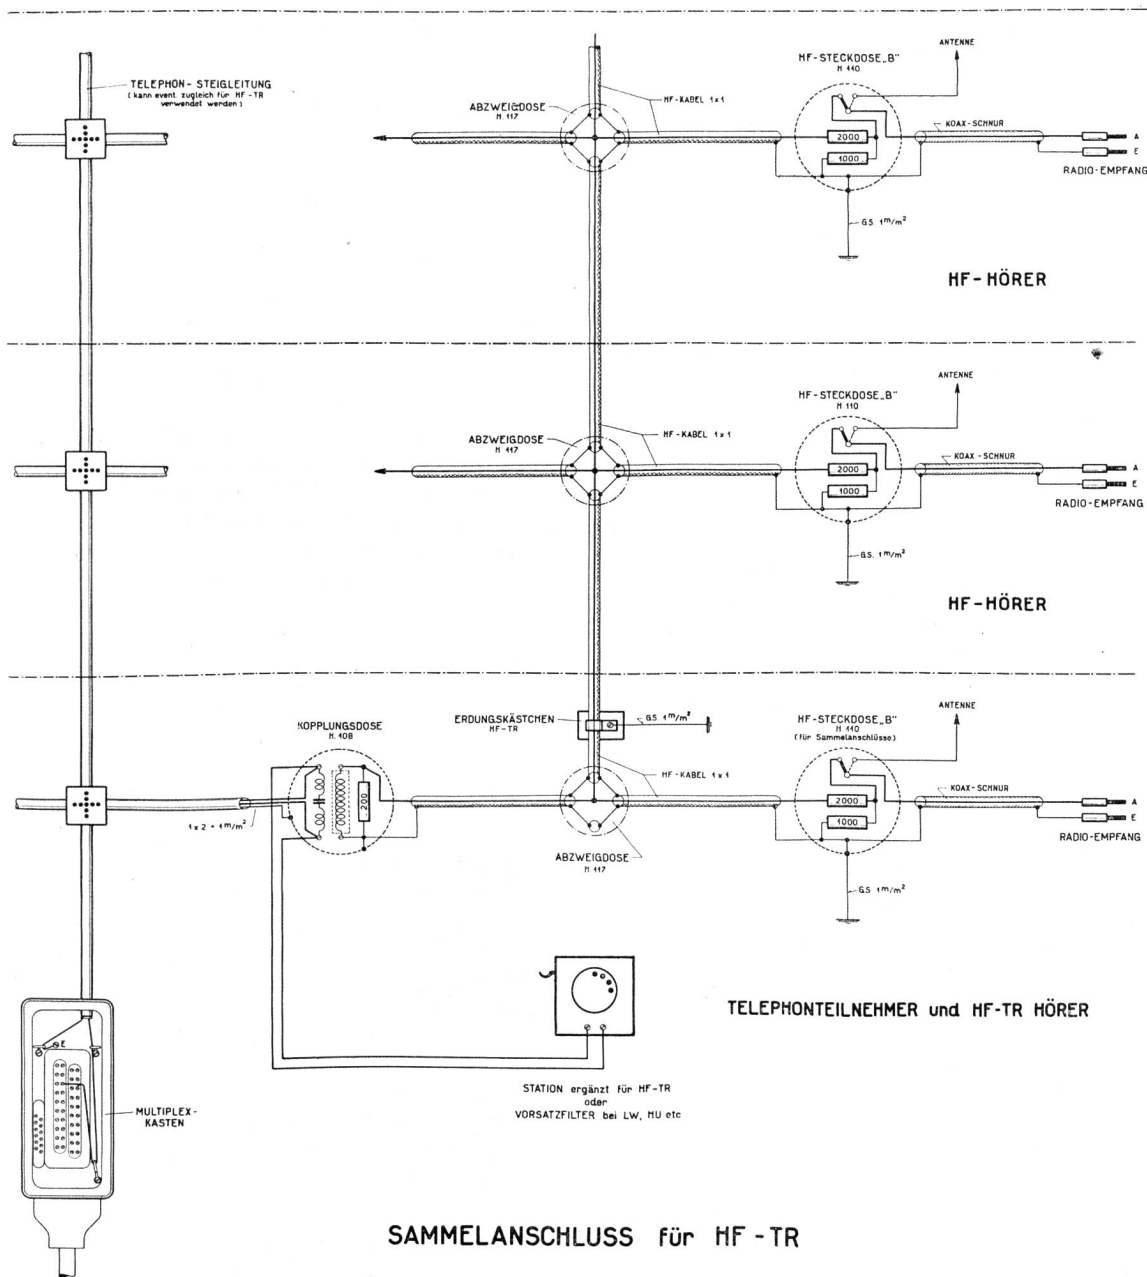 TELEPHON-STEIGLEITUNG
(kann event. zugleich für HF-TR
verwendet werden)
ABZWEIGDOSE
M 117
HF-KABEL 1x1
HF-STECKDOSE „B"
M 110
ANTENNE
2000
1000
KOAX-SCHNUR
A
E
RADIO-EMPFANG
GS. 1m/m²
HF-HÖRER
ABZWEIGDOSE
M 117
HF-KABEL 1x1
HF-STECKDOSE „B"
M 110
ANTENNE
2000
1000
KOAX-SCHNUR
A
E
RADIO-EMPFANG
GS. 1m/m²
HF-HÖRER
KOPPLUNGSDOSE
M. 108
200
1x2 + 1m/m²
ERDUNGSKÄSTCHEN
HF-TR
GS. 1m/m²
HF-KABEL 1x1
ABZWEIGDOSE
M 117
HF-STECKDOSE „B"
M 110
(für Sammelanschlüsse)
ANTENNE
2000
1000
KOAX-SCHNUR
A
E
RADIO-EMPFANG
GS 1m/m²
TELEPHONTEILNEHMER und HF-TR HÖRER
E
MULTIPLEX-
KASTEN
STATION ergänzt für HF-TR
oder
VORSATZFILTER bei LW, MU etc
SAMMELANSCHLUSS für HF-TR